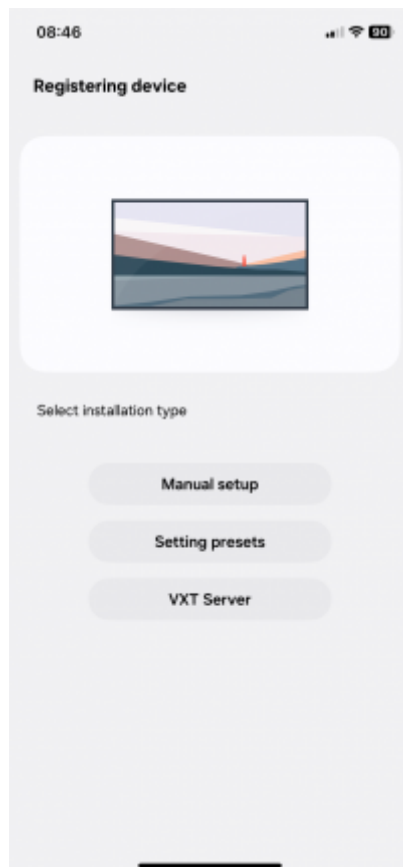 08:46
90
Registering device
Select installation type
Manual setup
Setting presets
VXT Server